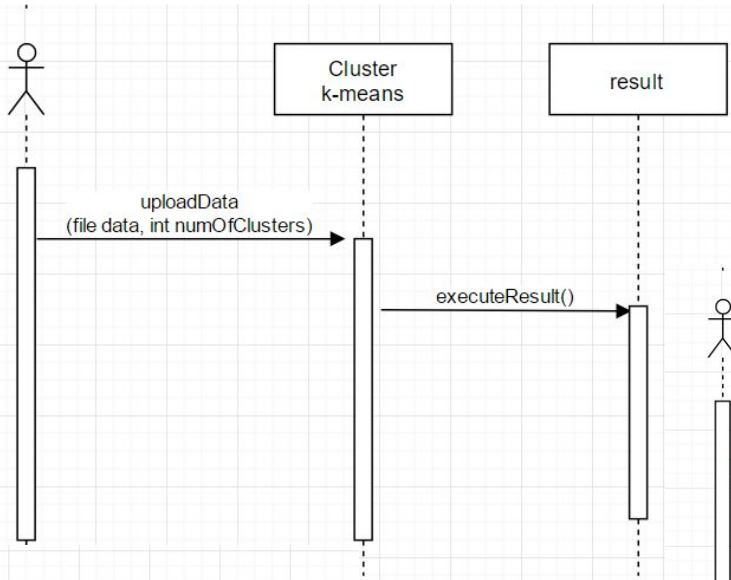 Cluster
k-means
result
uploadData
(file data, int numOfClusters)
executeResult()